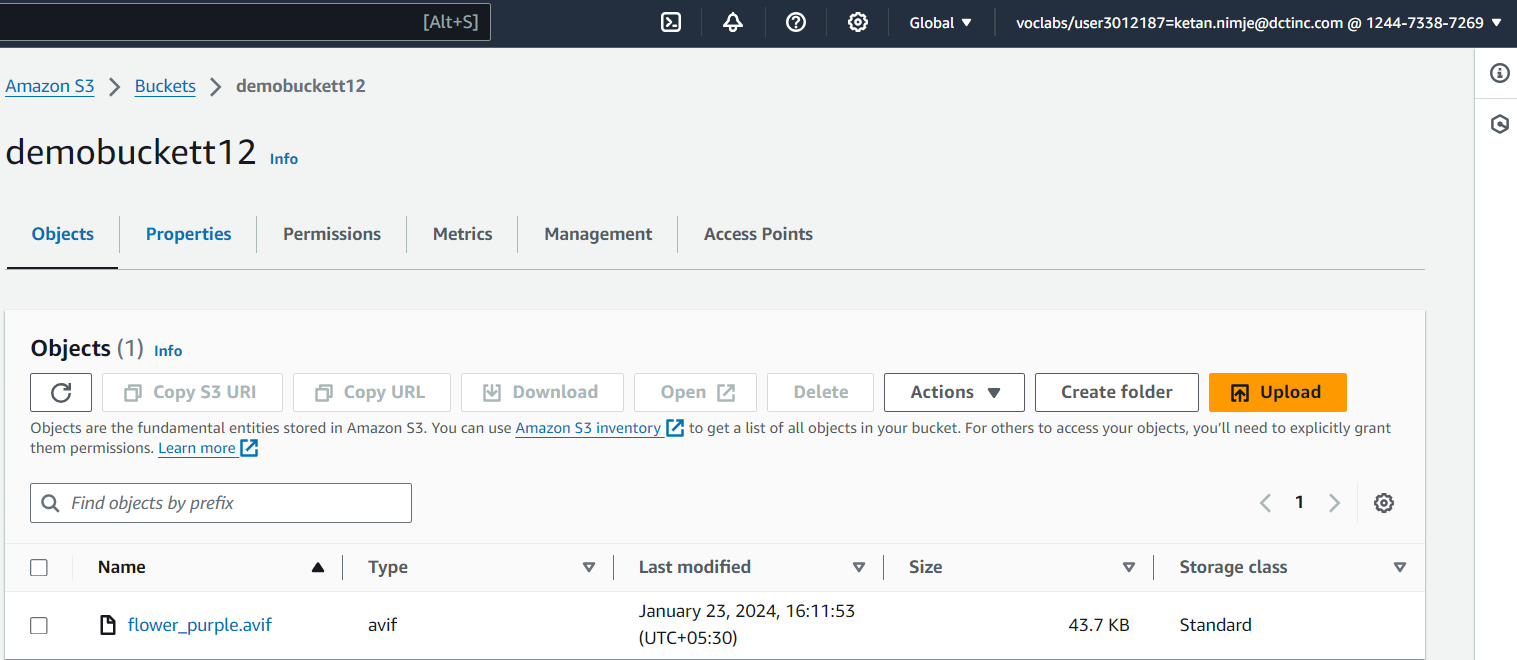 [Alt+S] Global voclabs/user3012187=ketan.nimje@dctinc.com @ 1244-7338-7269
Amazon S3 Buckets demobuckett12
demobuckett12 Info
Objects Properties Permissions Metrics Management Access Points
Objects (1) Info
Copy S3 URI Copy URL Download Open Delete Actions Create folder Upload
Objects are the fundamental entities stored in Amazon S3. You can use Amazon S3 inventory to get a list of all objects in your bucket. For others to access your objects, you'll need to explicitly grant
them permissions. Learn more
Find objects by prefix 1
Name Type Last modified Size Storage class
flower_purple.avif avif January 23, 2024, 16:11:53 43.7 KB Standard
(UTC+05:30)